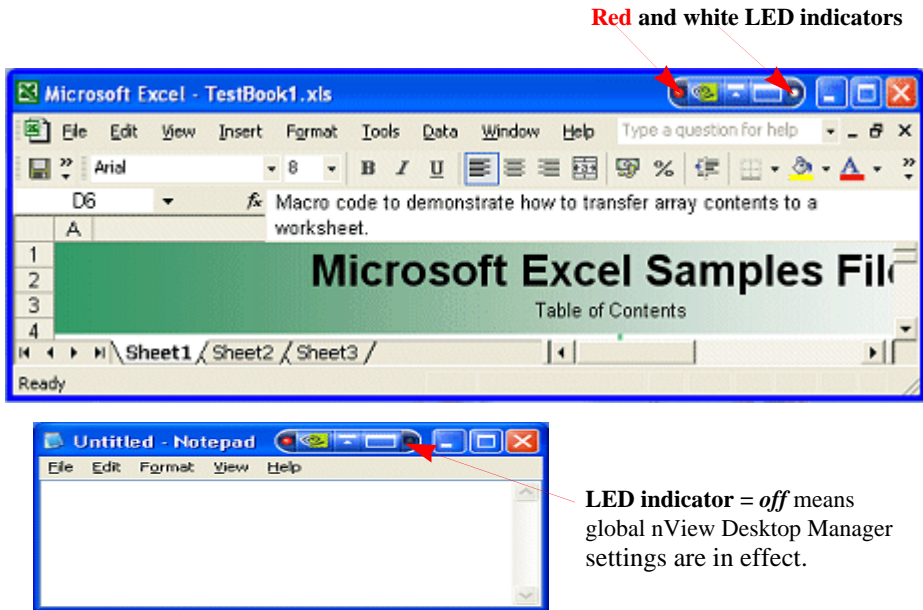 Red and white LED indicators
Microsoft Excel - TestBook1.xls
File Edit View Insert Format Tools Data Window Help Type a question for help
Arial 8 B I U %  A
D6 fx Macro code to demonstrate how to transfer array contents to a
worksheet.
A
1
2 Microsoft Excel Samples Fil
3 Table of Contents
4
Sheet1 / Sheet2 / Sheet3 /
Ready
Untitled - Notepad
File Edit Format View Help
LED indicator = off means
global nView Desktop Manager
settings are in effect.